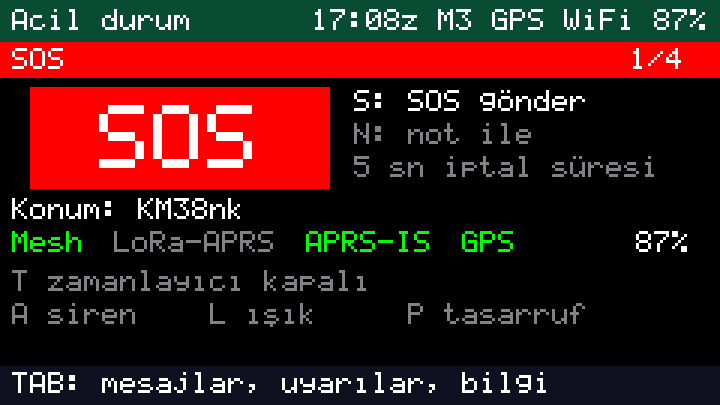 Acil durum 17:08z M3 GPS WiFi 87%
SOS 1/4
SOS
S: SOS gönder
N: not ile
5 sn iptal süresi
Konum: KM38nk
Mesh LoRa-APRS APRS-IS GPS 87%
T zamanlayıcı kapalı
A siren L ışık P tasarruf
TAB: mesajlar, uyarılar, bilgi